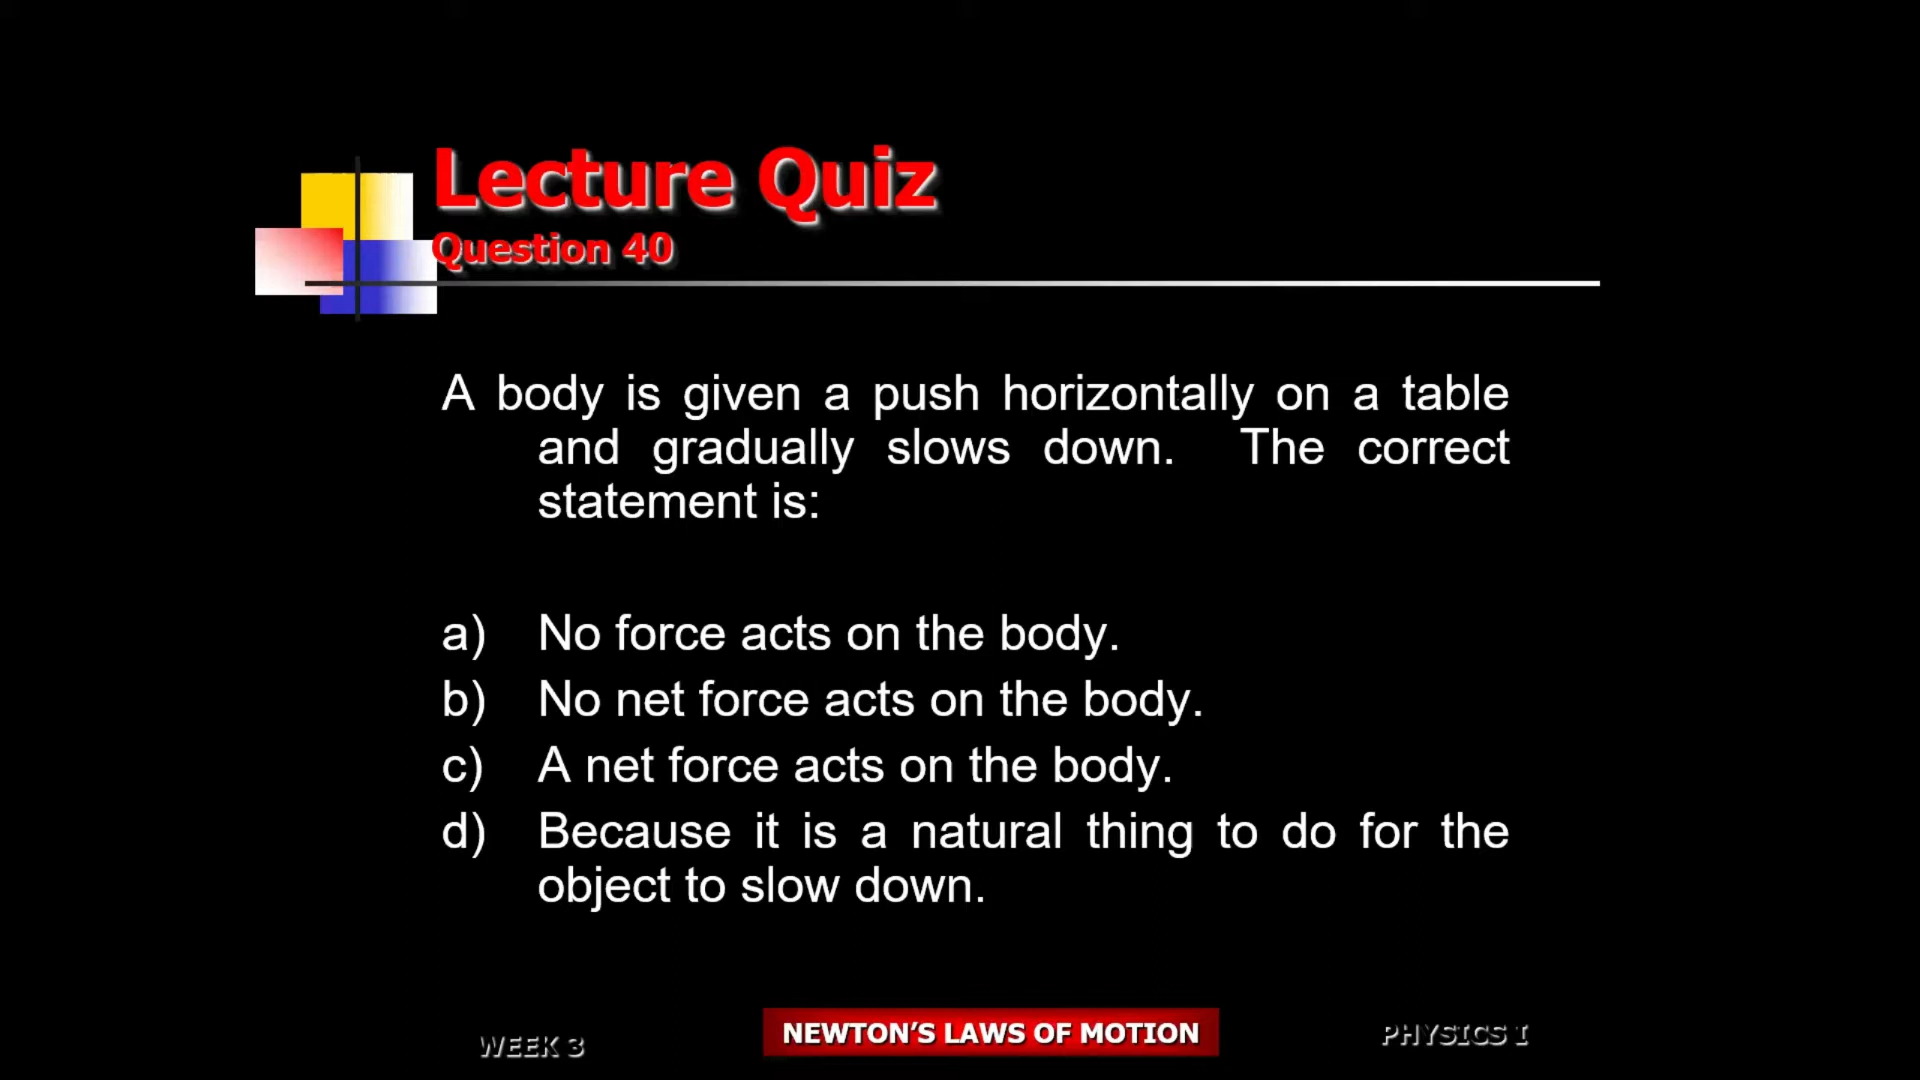 Lecture Quiz
Question 40
A body is given a push horizontally on a table
and gradually slows down. The correct
statement is:
a) No force acts on the body.
b) No net force acts on the body.
c) A net force acts on the body.
d) Because it is a natural thing to do for the
object to slow down.
WEEK 3
NEWTON'S LAWS OF MOTION
PHYSICS I